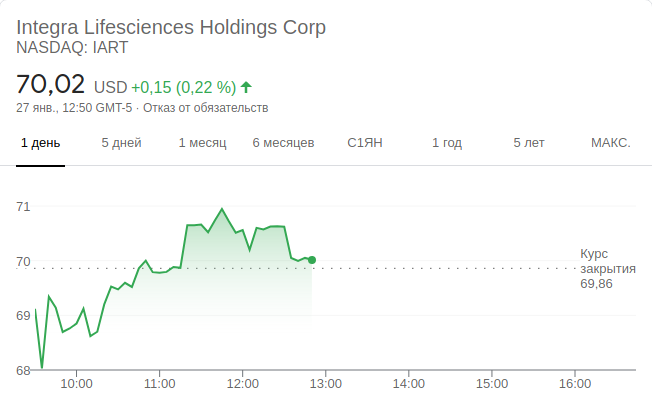 Integra Lifesciences Holdings Corp
NASDAQ: IART
70,02 USD +0,15 (0,22 %)
27 янв., 12:50 GMT-5 · Отказ от обязательств
1 день 5 дней 1 месяц 6 месяцев С1ЯН 1 год 5 лет МАКС.
71
70
69
68
Курс
закрытия
69,86
10:00 11:00 12:00 13:00 14:00 15:00 16:00